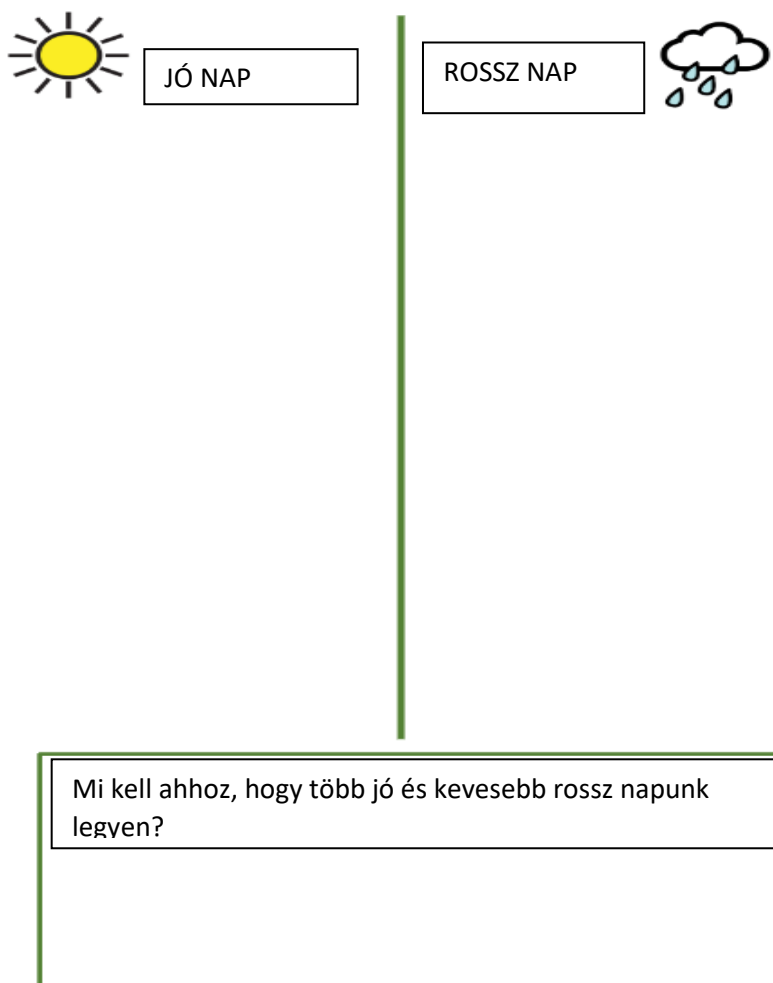 JÓ NAP
ROSSZ NAP
Mi kell ahhoz, hogy több jó és kevesebb rossz napunk
legyen?